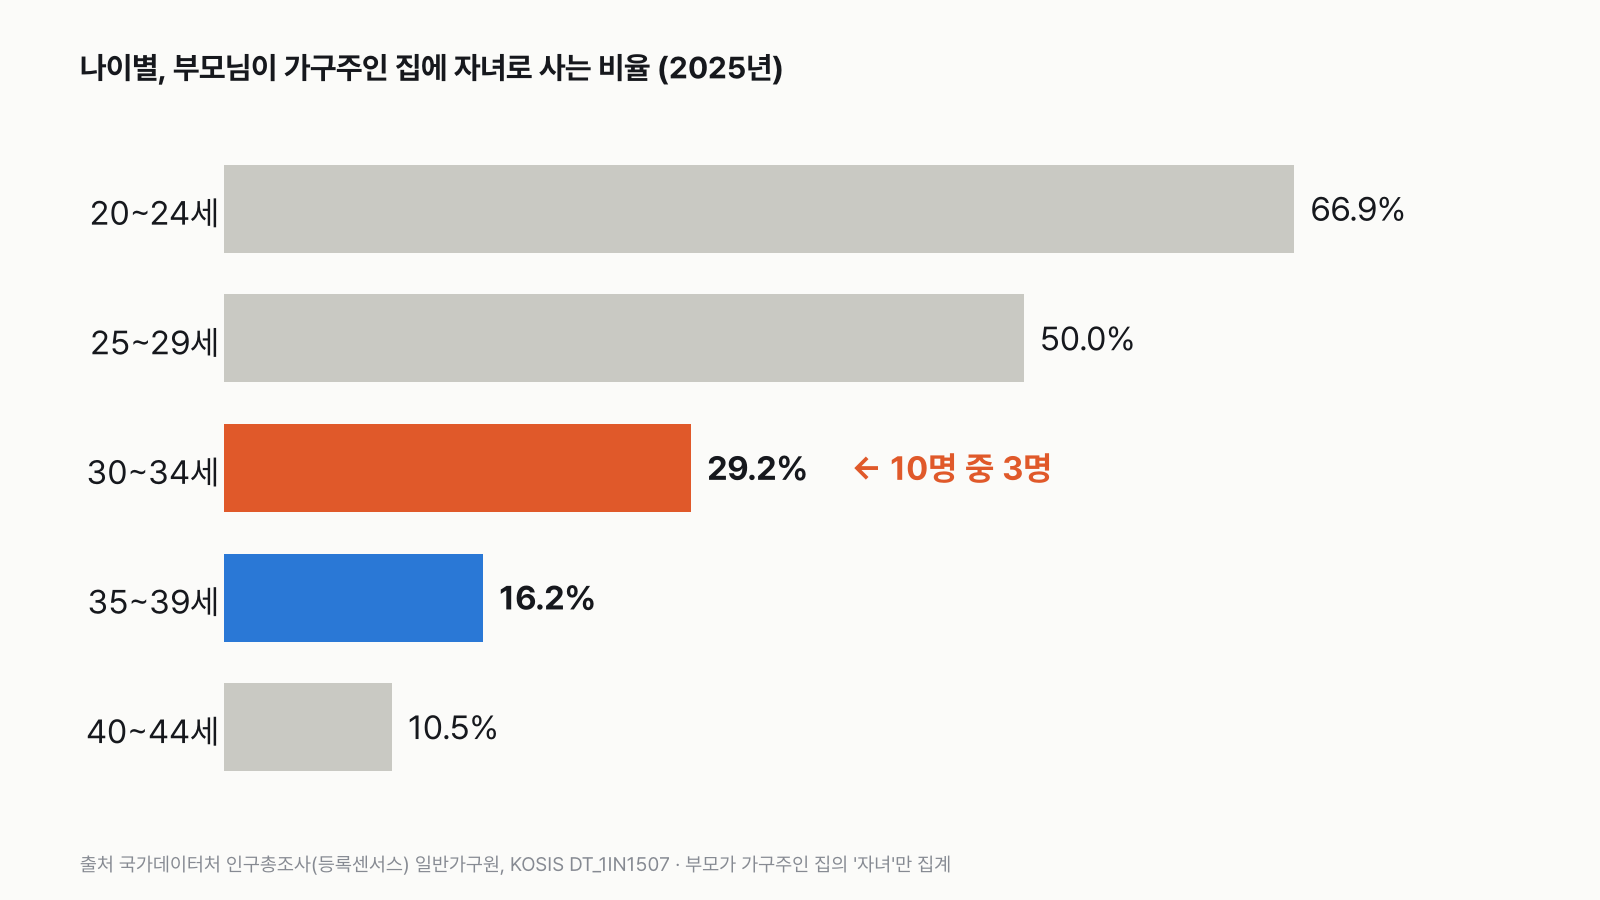 나이별, 부모님이 가구주인 집에 자녀로 사는 비율 (2025년)
20~24세 66.9%
25~29세 50.0%
30~34세 29.2% ← 10명 중 3명
35~39세 16.2%
40~44세 10.5%
출처 국가데이터처 인구총조사(등록센서스) 일반가구원, KOSIS DT_1IN1507 · 부모가 가구주인 집의 '자녀'만 집계